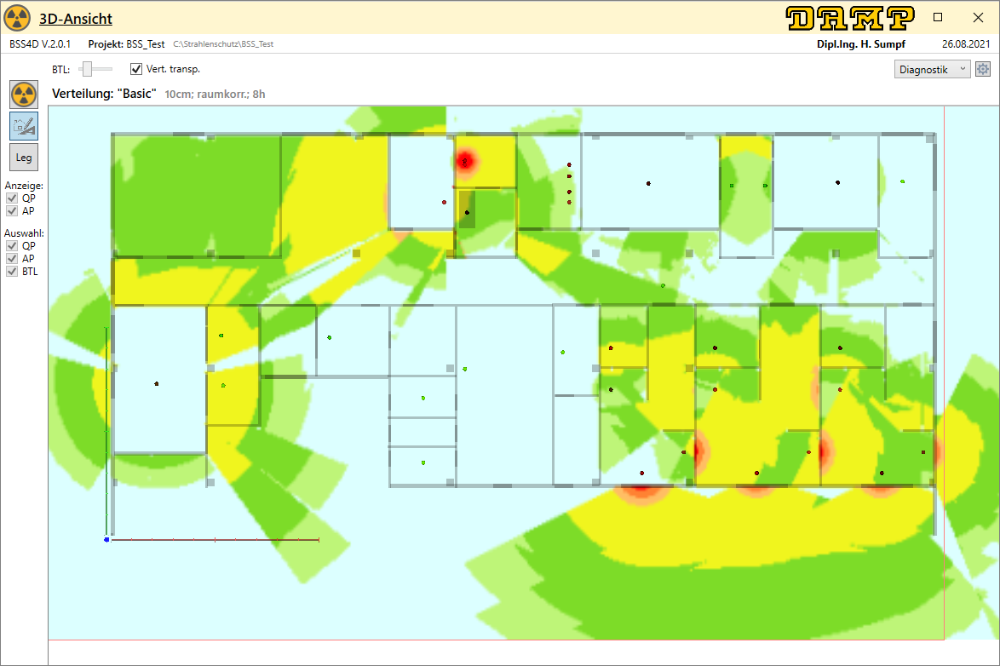 3D-Ansicht
DAMP
BSS4D V.2.0.1 Projekt: BSS_Test C:\Strahlenschutz\BSS_Test Dipl.Ing. H. Sumpf 26.08.2021
BTL: Vert. transp. Diagnostik
Verteilung: "Basic" 10cm; raumkorr.; 8h
Leg
Anzeige:
QP
AP
Auswahl:
QP
AP
BTL